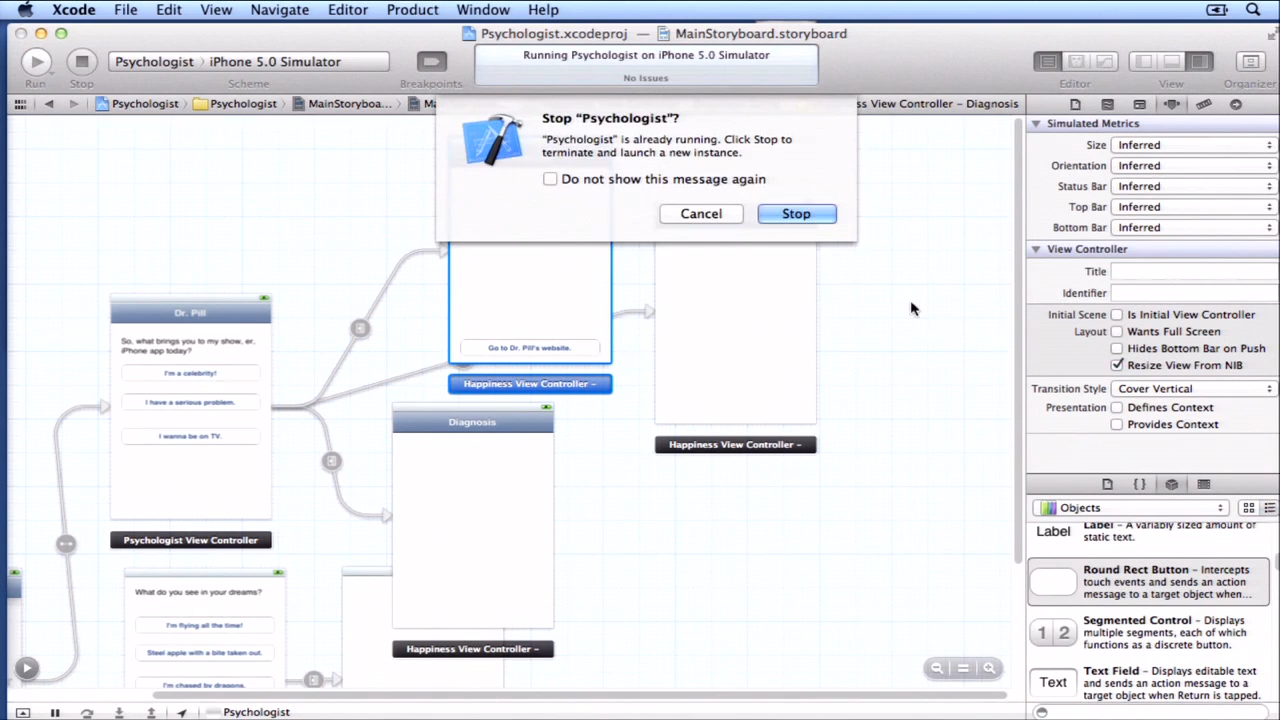 Xcode File Edit View Navigate Editor Product Window Help
Psychologist.xcodeproj — MainStoryboard.storyboard
Psychologist iPhone 5.0 Simulator
Running Psychologist on iPhone 5.0 Simulator
No Issues
Run Stop Scheme Breakpoints Editor View Organizer
Psychologist Psychologist MainStoryboa... Ma
View Controller – Diagnosis
Stop “Psychologist”?
“Psychologist” is already running. Click Stop to
terminate and launch a new instance.
Do not show this message again
Cancel Stop
Dr. Pill
So, what brings you to my show, er,
iPhone app today?
I'm a celebrity!
I have a serious problem.
I wanna be on TV.
Psychologist View Controller
Go to Dr. Pill's website.
Happiness View Controller –
Diagnosis
Happiness View Controller –
Happiness View Controller –
What do you see in your dreams?
I'm flying all the time!
Steel apple with a bite taken out.
I'm chased by dragons.
Psychologist
Simulated Metrics
Size Inferred
Orientation Inferred
Status Bar Inferred
Top Bar Inferred
Bottom Bar Inferred
View Controller
Title
Identifier
Initial Scene Is Initial View Controller
Layout Wants Full Screen
Hides Bottom Bar on Push
Resize View From NIB
Transition Style Cover Vertical
Presentation Defines Context
Provides Context
Objects
Label Label – A variably sized amount of
static text.
Round Rect Button – Intercepts
touch events and sends an action
message to a target object when...
1 2 Segmented Control – Displays
multiple segments, each of which
functions as a discrete button.
Text Text Field – Displays editable text
and sends an action message to a
target object when Return is tapped.